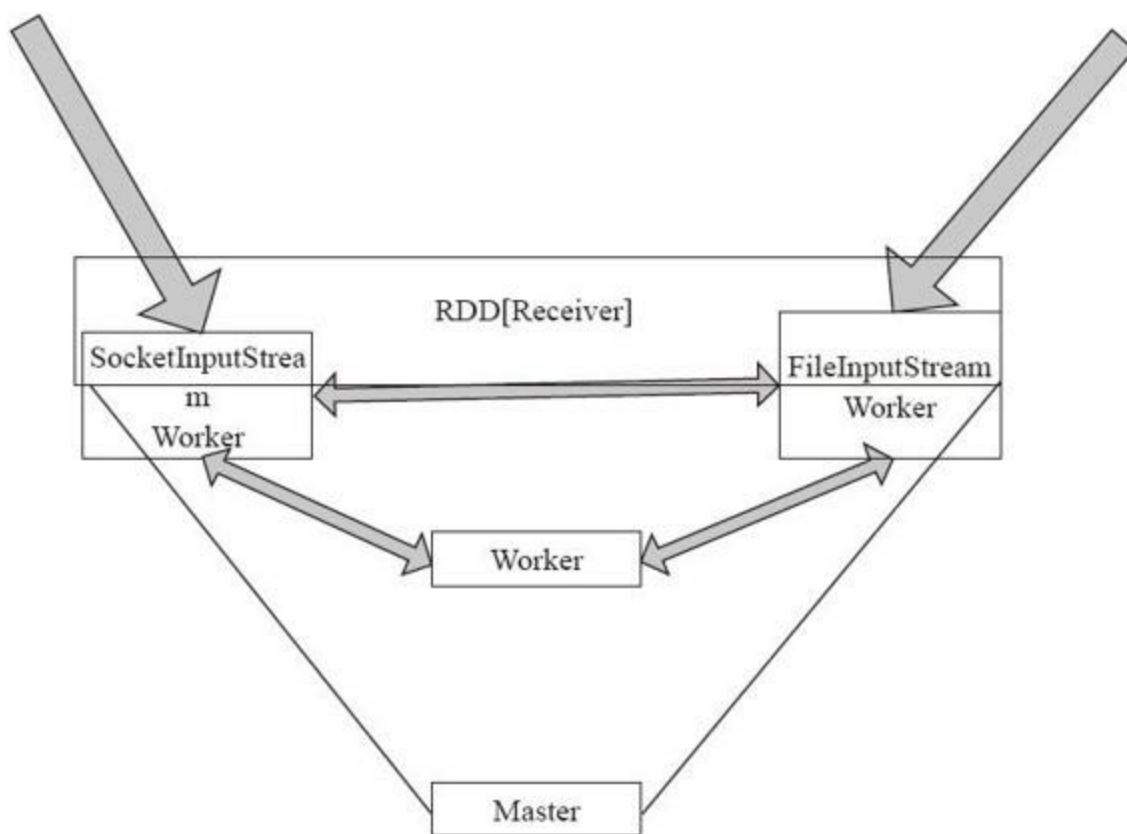 RDD[Receiver]
SocketInputStrea
m
Worker
FileInputStream
Worker
Worker
Master